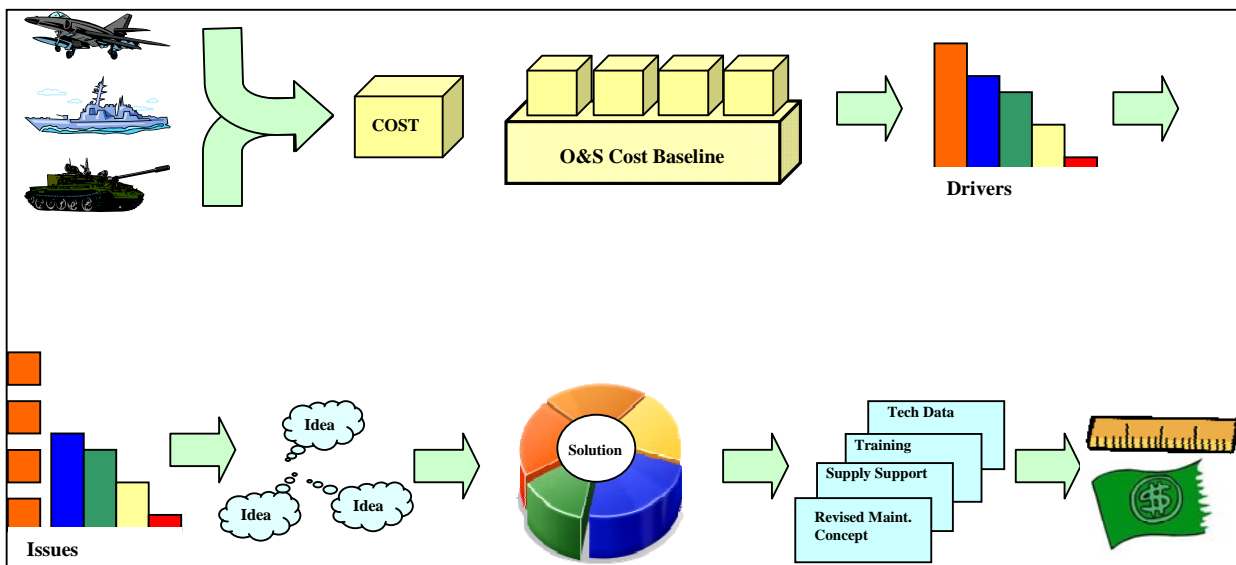 COST
O&S Cost Baseline
Drivers
Issues
Idea
Idea
Idea
Solution
Tech Data
Training
Supply Support
Revised Maint.
Concept
$